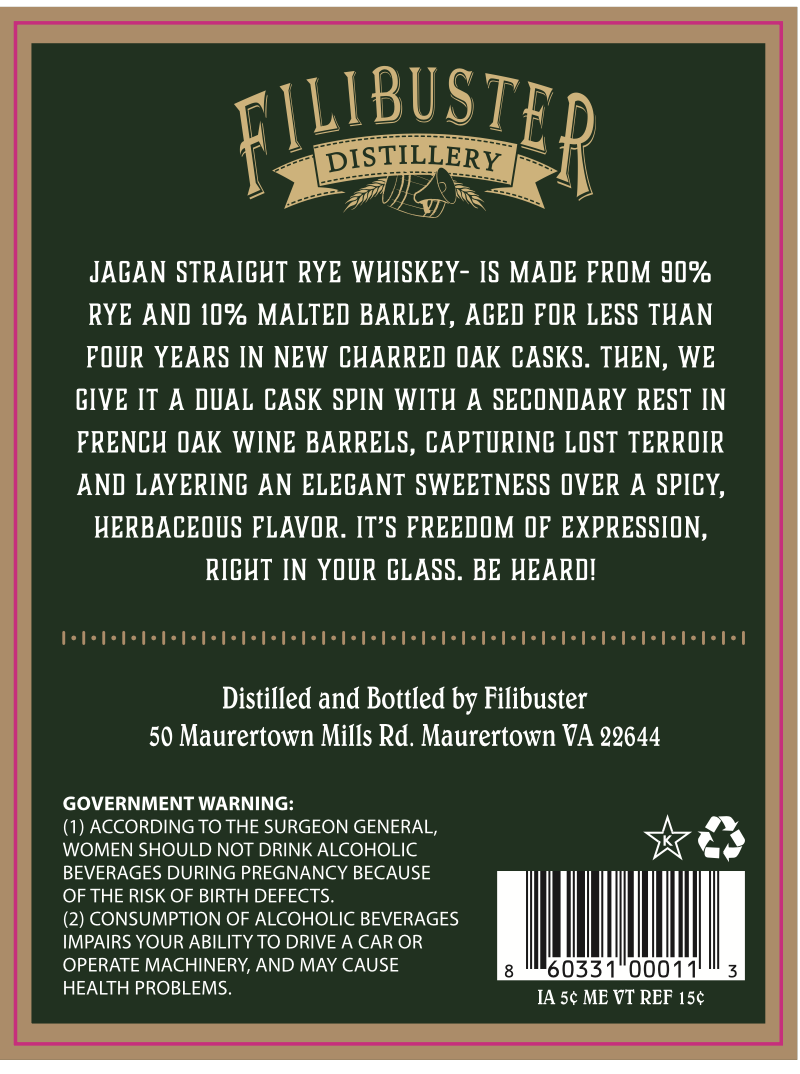 FILIBUSTER
DISTILLERY
JAGAN STRAIGHT RYE WHISKEY- IS MADE FROM 90%
RYE AND 10% MALTED BARLEY, AGED FOR LESS THAN
FOUR YEARS IN NEW CHARRED OAK CASKS. THEN, WE
GIVE IT A DUAL CASK SPIN WITH A SECONDARY REST IN
FRENCH OAK WINE BARRELS, CAPTURING LOST TERROIR
AND LAYERING AN ELEGANT SWEETNESS OVER A SPICY,
HERBACEOUS FLAVOR. IT'S FREEDOM OF EXPRESSION,
RIGHT IN YOUR GLASS. BE HEARD!
Distilled and Bottled by Filibuster
50 Maurertown Mills Rd. Maurertown VA 22644
GOVERNMENT WARNING:
(1) ACCORDING TO THE SURGEON GENERAL,
WOMEN SHOULD NOT DRINK ALCOHOLIC
BEVERAGES DURING PREGNANCY BECAUSE
OF THE RISK OF BIRTH DEFECTS.
(2) CONSUMPTION OF ALCOHOLIC BEVERAGES
IMPAIRS YOUR ABILITY TO DRIVE A CAR OR
OPERATE MACHINERY, AND MAY CAUSE
HEALTH PROBLEMS.
K
8 60331 00011 3
IA 5¢ ME VT REF 15¢